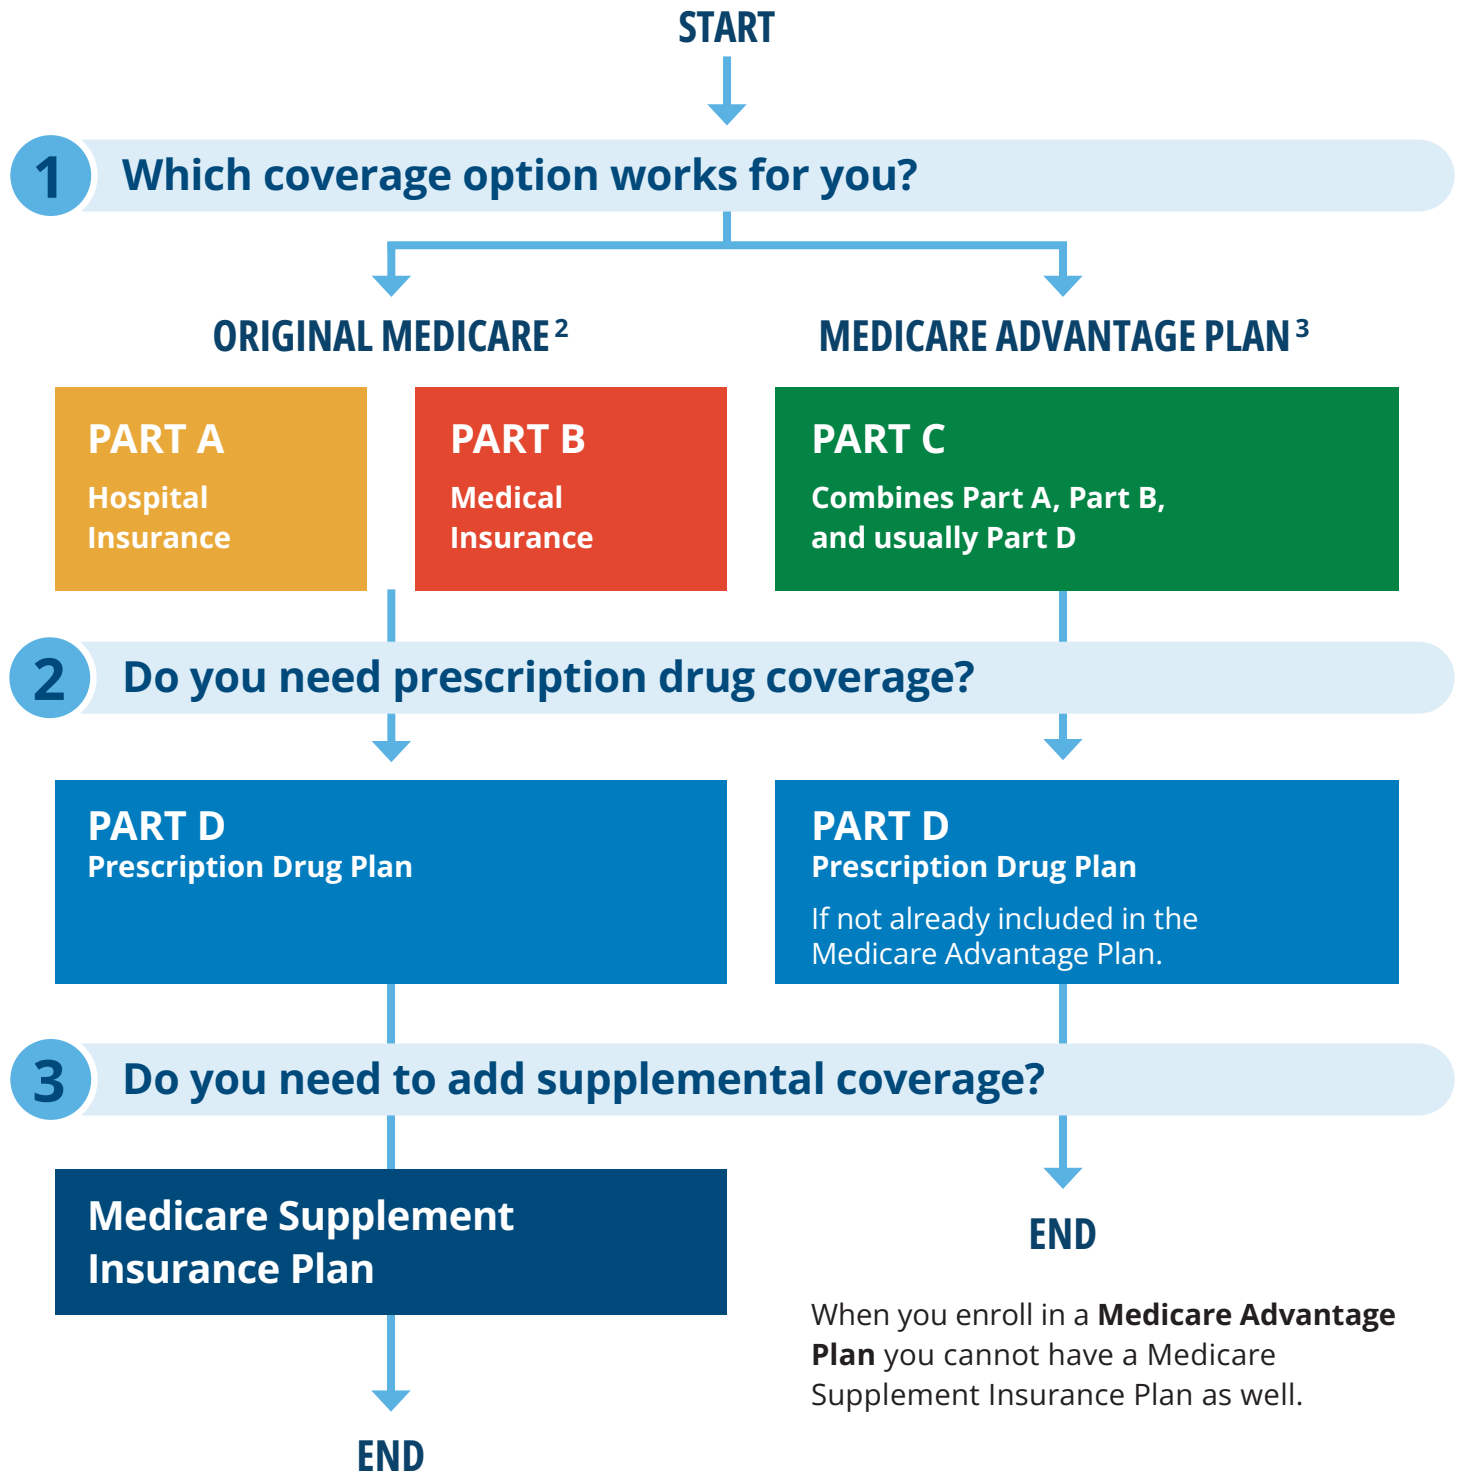 START
1 Which coverage option works for you?
ORIGINAL MEDICARE 2
MEDICARE ADVANTAGE PLAN 3
PART A
Hospital
Insurance
PART B
Medical
Insurance
PART C
Combines Part A, Part B,
and usually Part D
2 Do you need prescription drug coverage?
PART D
Prescription Drug Plan
PART D
Prescription Drug Plan
If not already included in the
Medicare Advantage Plan.
3 Do you need to add supplemental coverage?
Medicare Supplement
Insurance Plan
END
END
When you enroll in a Medicare Advantage
Plan you cannot have a Medicare
Supplement Insurance Plan as well.